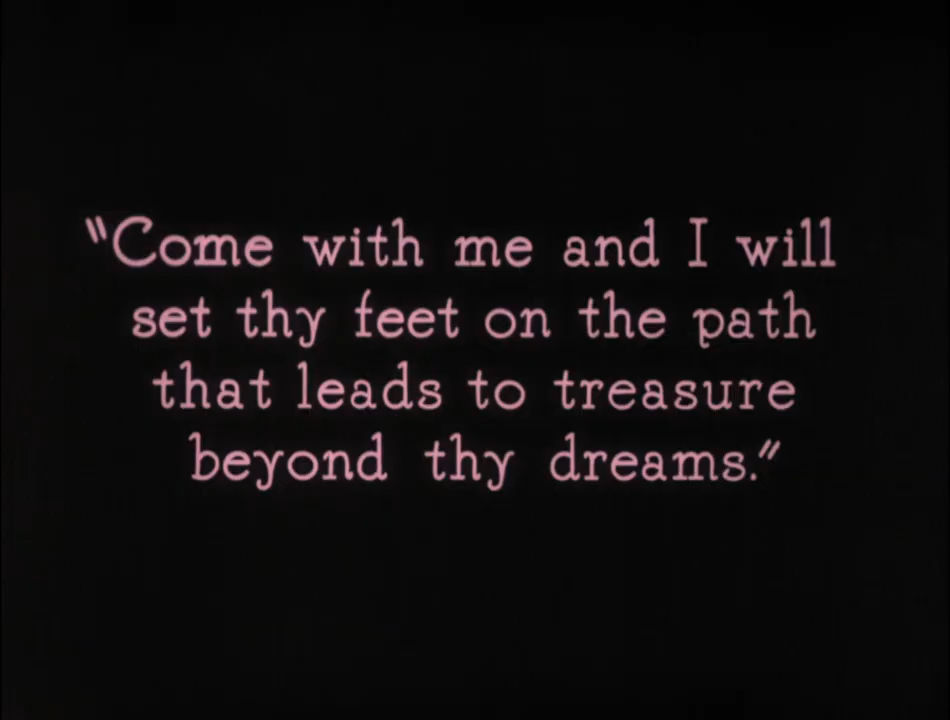 "Come with me and I will
set thy feet on the path
that leads to treasure
beyond thy dreams."